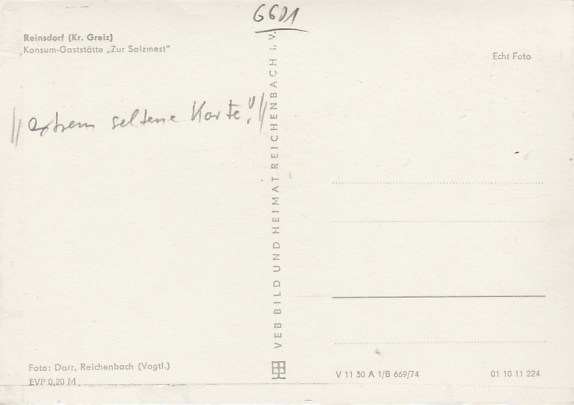 6601
Reinsdorf (Kr. Greiz)
Konsum-Gaststätte „Zur Salzmest"
Echt Foto
// extrem seltene Karte! //
VEB BILD UND HEIMAT REICHENBACH i. V.
Foto: Darr, Reichenbach (Vogtl.)
EVP 0,20 M
V 11 50 A 1/B 669/74
01 10 11 224